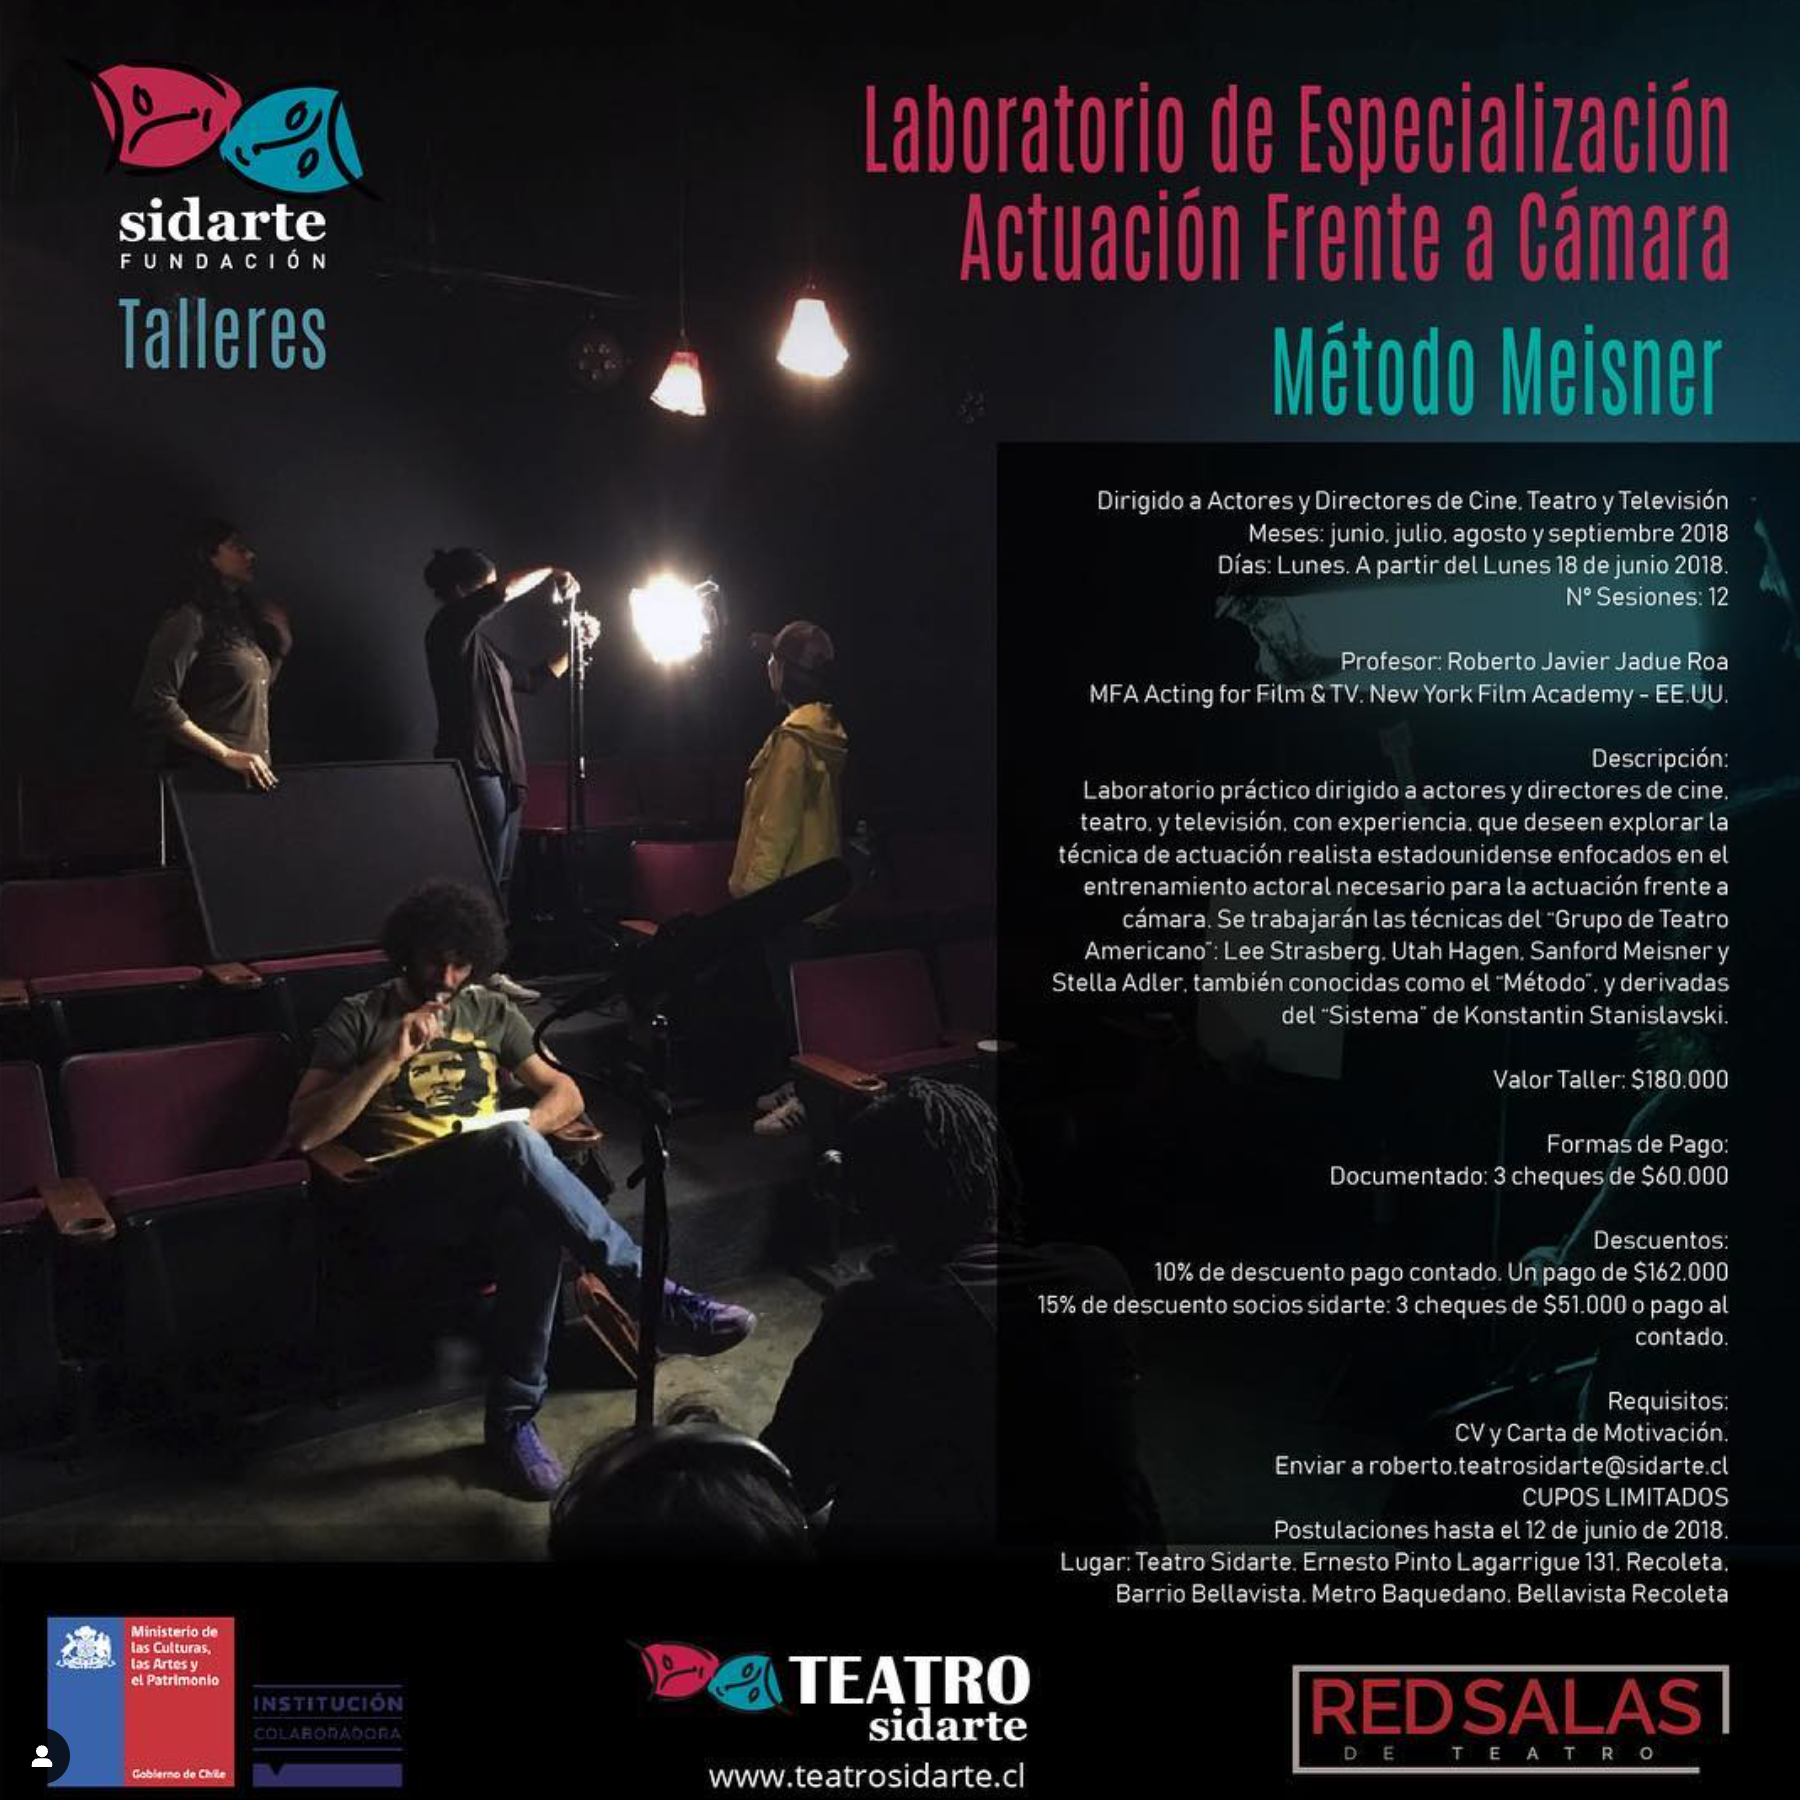 sidarte
FUNDACIÓN
Talleres
Laboratorio de Especialización
Actuación Frente a Cámara
Método Meisner
Dirigido a Actores y Directores de Cine, Teatro y Televisión
Meses: junio, julio, agosto y septiembre 2018
Días: Lunes. A partir del Lunes 18 de junio 2018.
Nº Sesiones: 12
Profesor: Roberto Javier Jadue Roa
MFA Acting for Film & TV. New York Film Academy - EE.UU.
Descripción:
Laboratorio práctico dirigido a actores y directores de cine,
teatro, y televisión, con experiencia, que deseen explorar la
técnica de actuación realista estadounidense enfocados en el
entrenamiento actoral necesario para la actuación frente a
cámara. Se trabajarán las técnicas del “Grupo de Teatro
Americano”: Lee Strasberg, Utah Hagen, Sanford Meisner y
Stella Adler, también conocidas como el “Método”, y derivadas
del “Sistema” de Konstantin Stanislavski.
Valor Taller: $180.000
Formas de Pago:
Documentado: 3 cheques de $60.000
Descuentos:
10% de descuento pago contado. Un pago de $162.000
15% de descuento socios sidarte: 3 cheques de $51.000 o pago al
contado.
Requisitos:
CV y Carta de Motivación.
Enviar a roberto.teatrosidarte@sidarte.cl
CUPOS LIMITADOS
Postulaciones hasta el 12 de junio de 2018.
Lugar: Teatro Sidarte. Ernesto Pinto Lagarrigue 131, Recoleta,
Barrio Bellavista. Metro Baquedano. Bellavista Recoleta
Ministerio de
las Culturas,
las Artes y
el Patrimonio
Gobierno de Chile
INSTITUCIÓN
COLABORADORA
TEATRO
sidarte
www.teatrosidarte.cl
RED SALAS
DE TEATRO